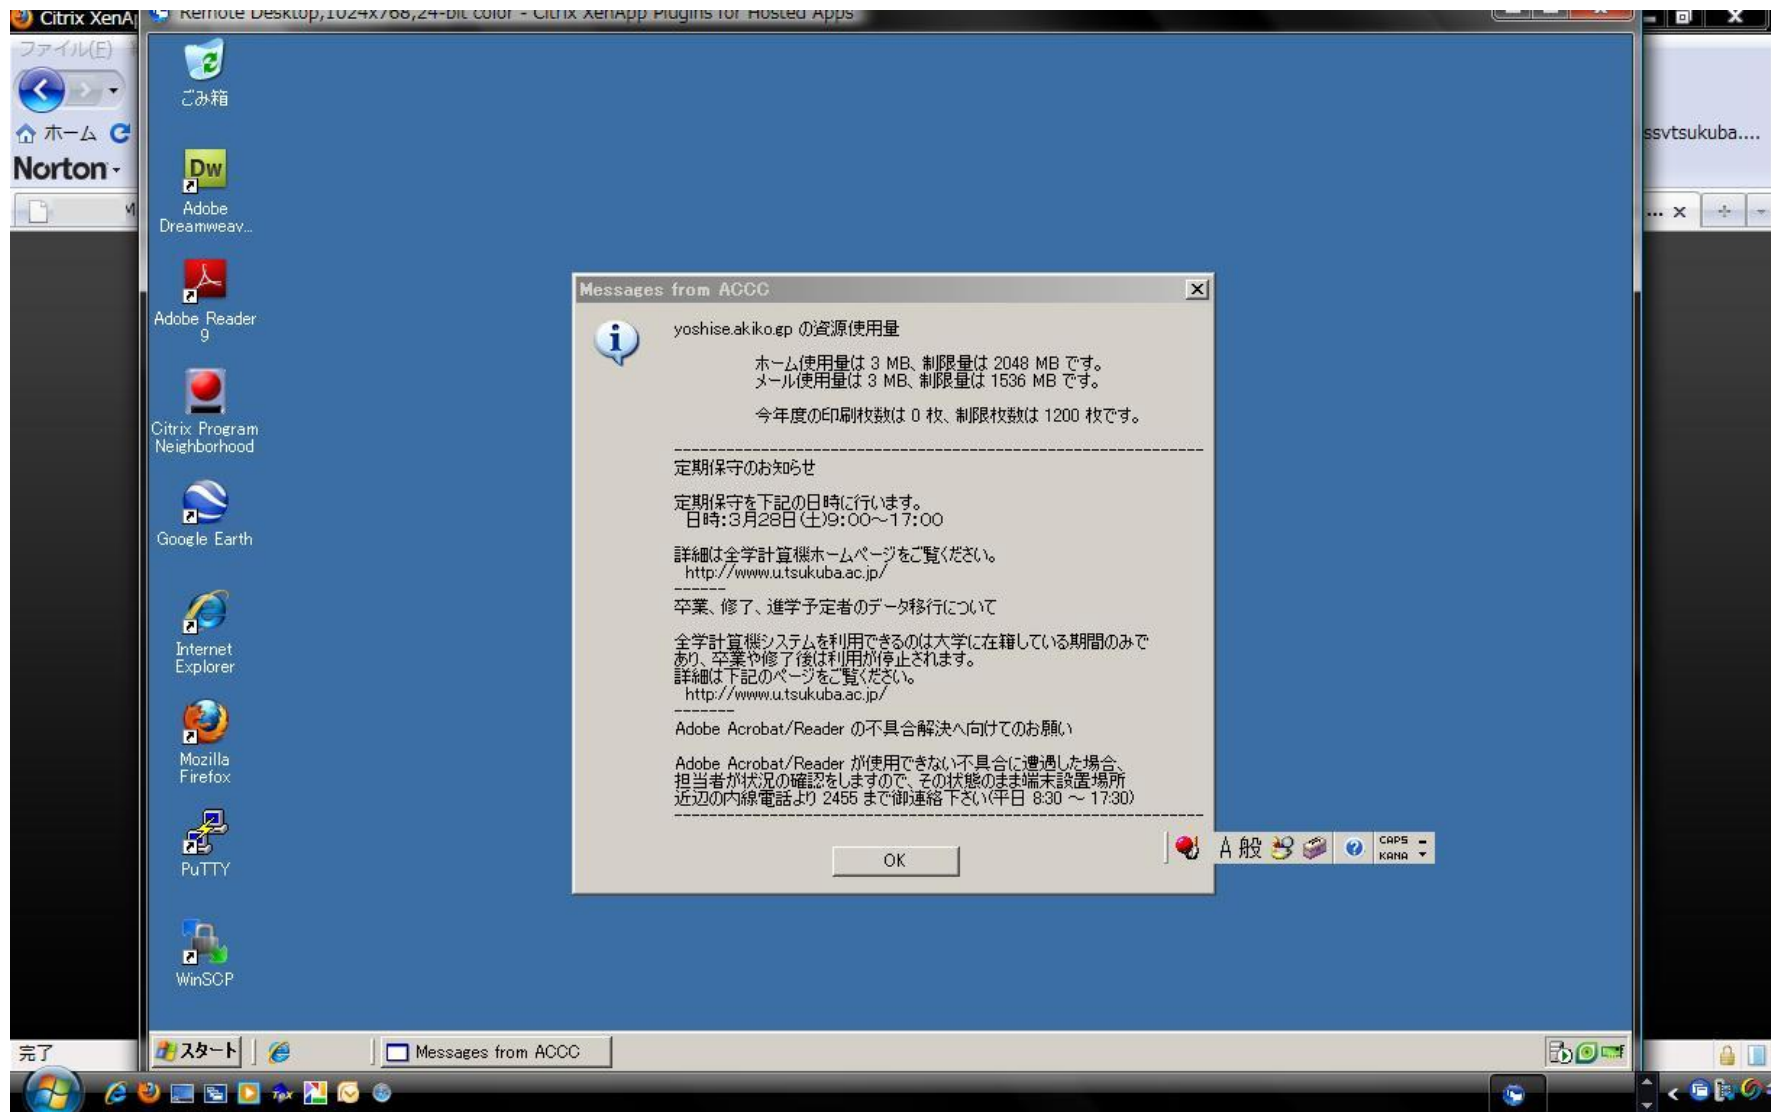 Citrix XenA
Remote Desktop,1024x768,24-bit color - Citrix XenApp Plugins for Hosted Apps
ファイル(E)
ホーム
Norton
ssvtsukuba....
M
...
ごみ箱
Dw
Adobe
Dreamweav...
Adobe Reader
9
Citrix Program
Neighborhood
Google Earth
Internet
Explorer
Mozilla
Firefox
PuTTY
WinSCP
Messages from ACCC
yoshise.akiko.gp の資源使用量
ホーム使用量は 3 MB、制限量は 2048 MB です。
メール使用量は 3 MB、制限量は 1536 MB です。
今年度の印刷枚数は 0 枚、制限枚数は 1200 枚です。
------------------------------------------------------------
定期保守のお知らせ
定期保守を下記の日時に行います。
日時:3月28日(土)9:00～17:00
詳細は全学計算機ホームページをご覧ください。
http://www.u.tsukuba.ac.jp/
------
卒業、修了、進学予定者のデータ移行について
全学計算機システムを利用できるのは大学に在籍している期間のみで
あり、卒業や修了後は利用が停止されます。
詳細は下記のページをご覧ください。
http://www.u.tsukuba.ac.jp/
-------
Adobe Acrobat/Reader の不具合解決へ向けてのお願い
Adobe Acrobat/Reader が使用できない不具合に遭遇した場合、
担当者が状況の確認をしますので、その状態のまま端末設置場所
近辺の内線電話より 2455 まで御連絡下さい(平日 8:30 ～ 17:30)
------------------------------------------------------------
OK
A 般
CAPS
KANA
スタート
Messages from ACCC
完了